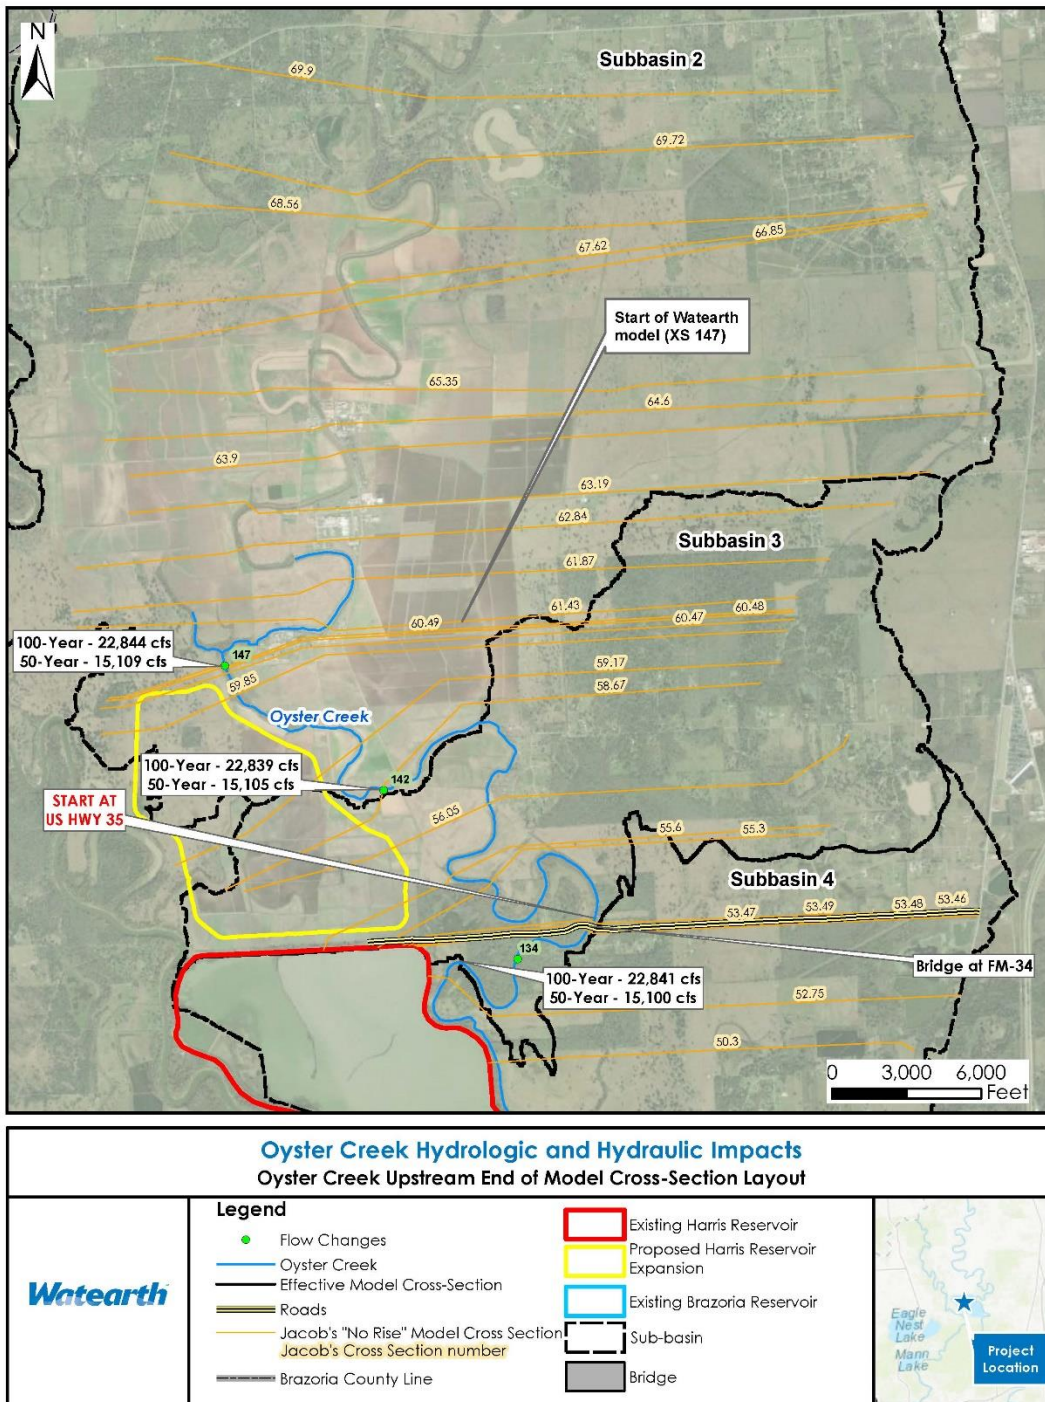 N
Subbasin 2
69.9
69.72
68.56
67.62
66.85
Start of Watearth
model (XS 147)
65.35
64.6
63.9
63.19
62.84
Subbasin 3
61.87
61.43
60.49
60.47
60.48
100-Year - 22,844 cfs
50-Year - 15,109 cfs
147
59.17
59.85
58.67
Oyster Creek
100-Year - 22,839 cfs
50-Year - 15,105 cfs
142
START AT
US HWY 35
56.05
55.6
55.3
Subbasin 4
53.47
53.49
53.48
53.46
134
Bridge at FM-34
100-Year - 22,841 cfs
50-Year - 15,100 cfs
52.75
50.3
0 3,000 6,000
Feet
Oyster Creek Hydrologic and Hydraulic Impacts
Oyster Creek Upstream End of Model Cross-Section Layout
Watearth
Legend
Flow Changes
Oyster Creek
Effective Model Cross-Section
Roads
Jacob's "No Rise" Model Cross Section
Jacob's Cross Section number
Brazoria County Line
Existing Harris Reservoir
Proposed Harris Reservoir
Expansion
Existing Brazoria Reservoir
Sub-basin
Bridge
Eagle
Nest
Lake
Mann
Lake
Project
Location